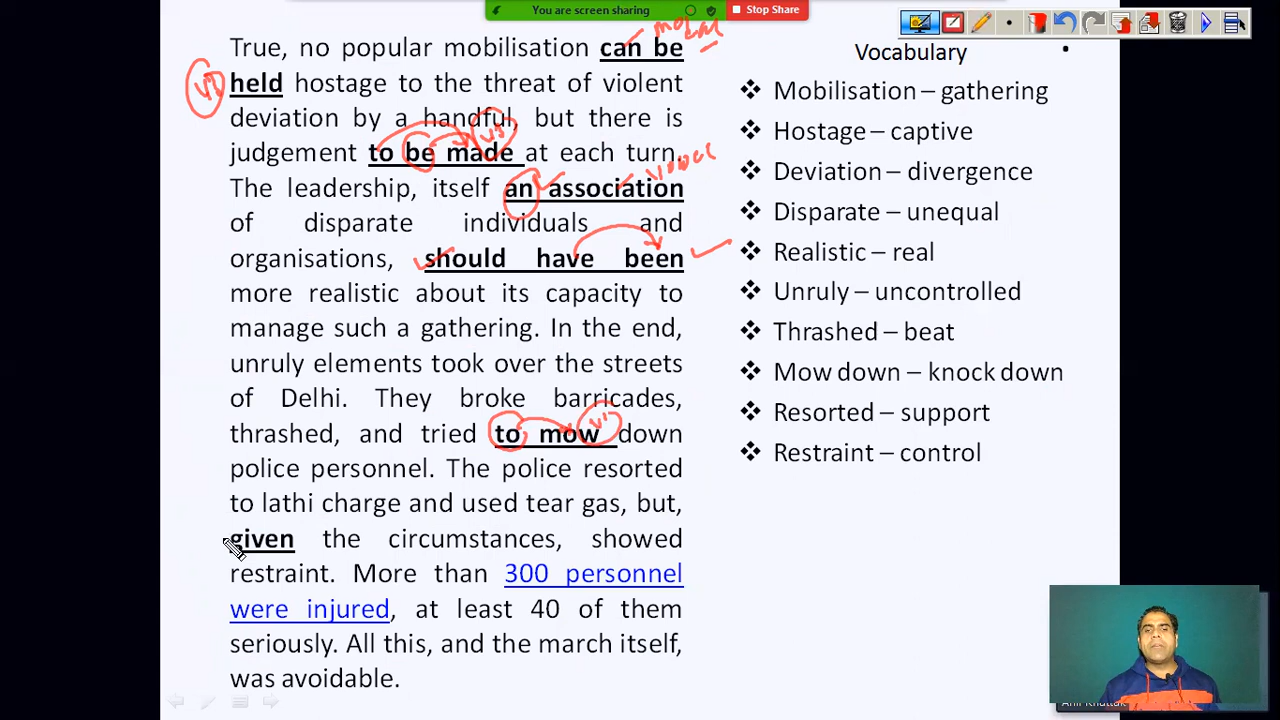 You are screen sharing
Stop Share
True, no popular mobilisation can be
held hostage to the threat of violent
deviation by a handful, but there is
judgement to be made at each turn.
The leadership, itself an association
of disparate individuals and
organisations, should have been
more realistic about its capacity to
manage such a gathering. In the end,
unruly elements took over the streets
of Delhi. They broke barricades,
thrashed, and tried to mow down
police personnel. The police resorted
to lathi charge and used tear gas, but,
given the circumstances, showed
restraint. More than 300 personnel
were injured, at least 40 of them
seriously. All this, and the march itself,
was avoidable.
modal
V3
V3
vowel
V1
Vocabulary
❖ Mobilisation – gathering
❖ Hostage – captive
❖ Deviation – divergence
❖ Disparate – unequal
❖ Realistic – real
❖ Unruly – uncontrolled
❖ Thrashed – beat
❖ Mow down – knock down
❖ Resorted – support
❖ Restraint – control